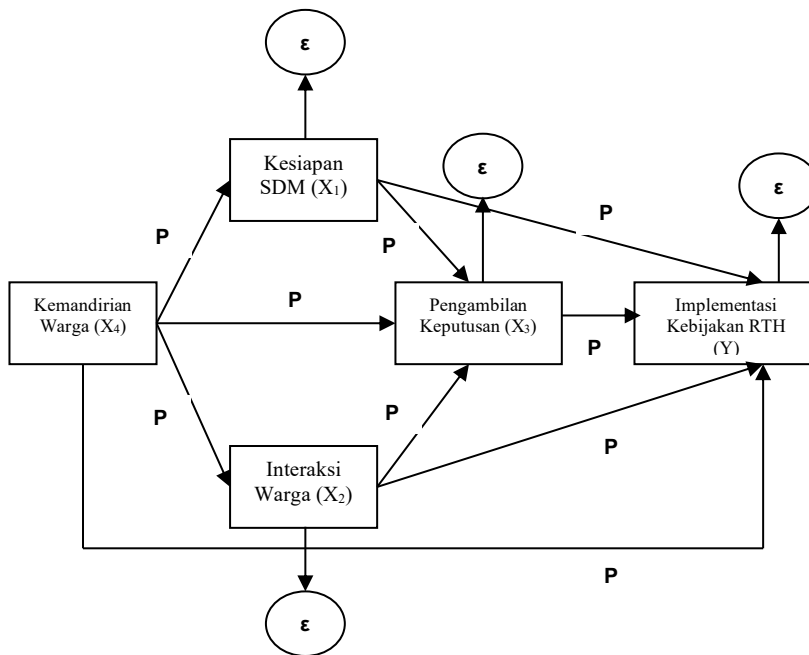 ε
Kesiapan
SDM (X₁)
ε
ε
P
P
P
Kemandirian
Warga (X₄)
P
Pengambilan
Keputusan (X₃)
P
Implementasi
Kebijakan RTH
(Y)
P
P
P
Interaksi
Warga (X₂)
P
ε